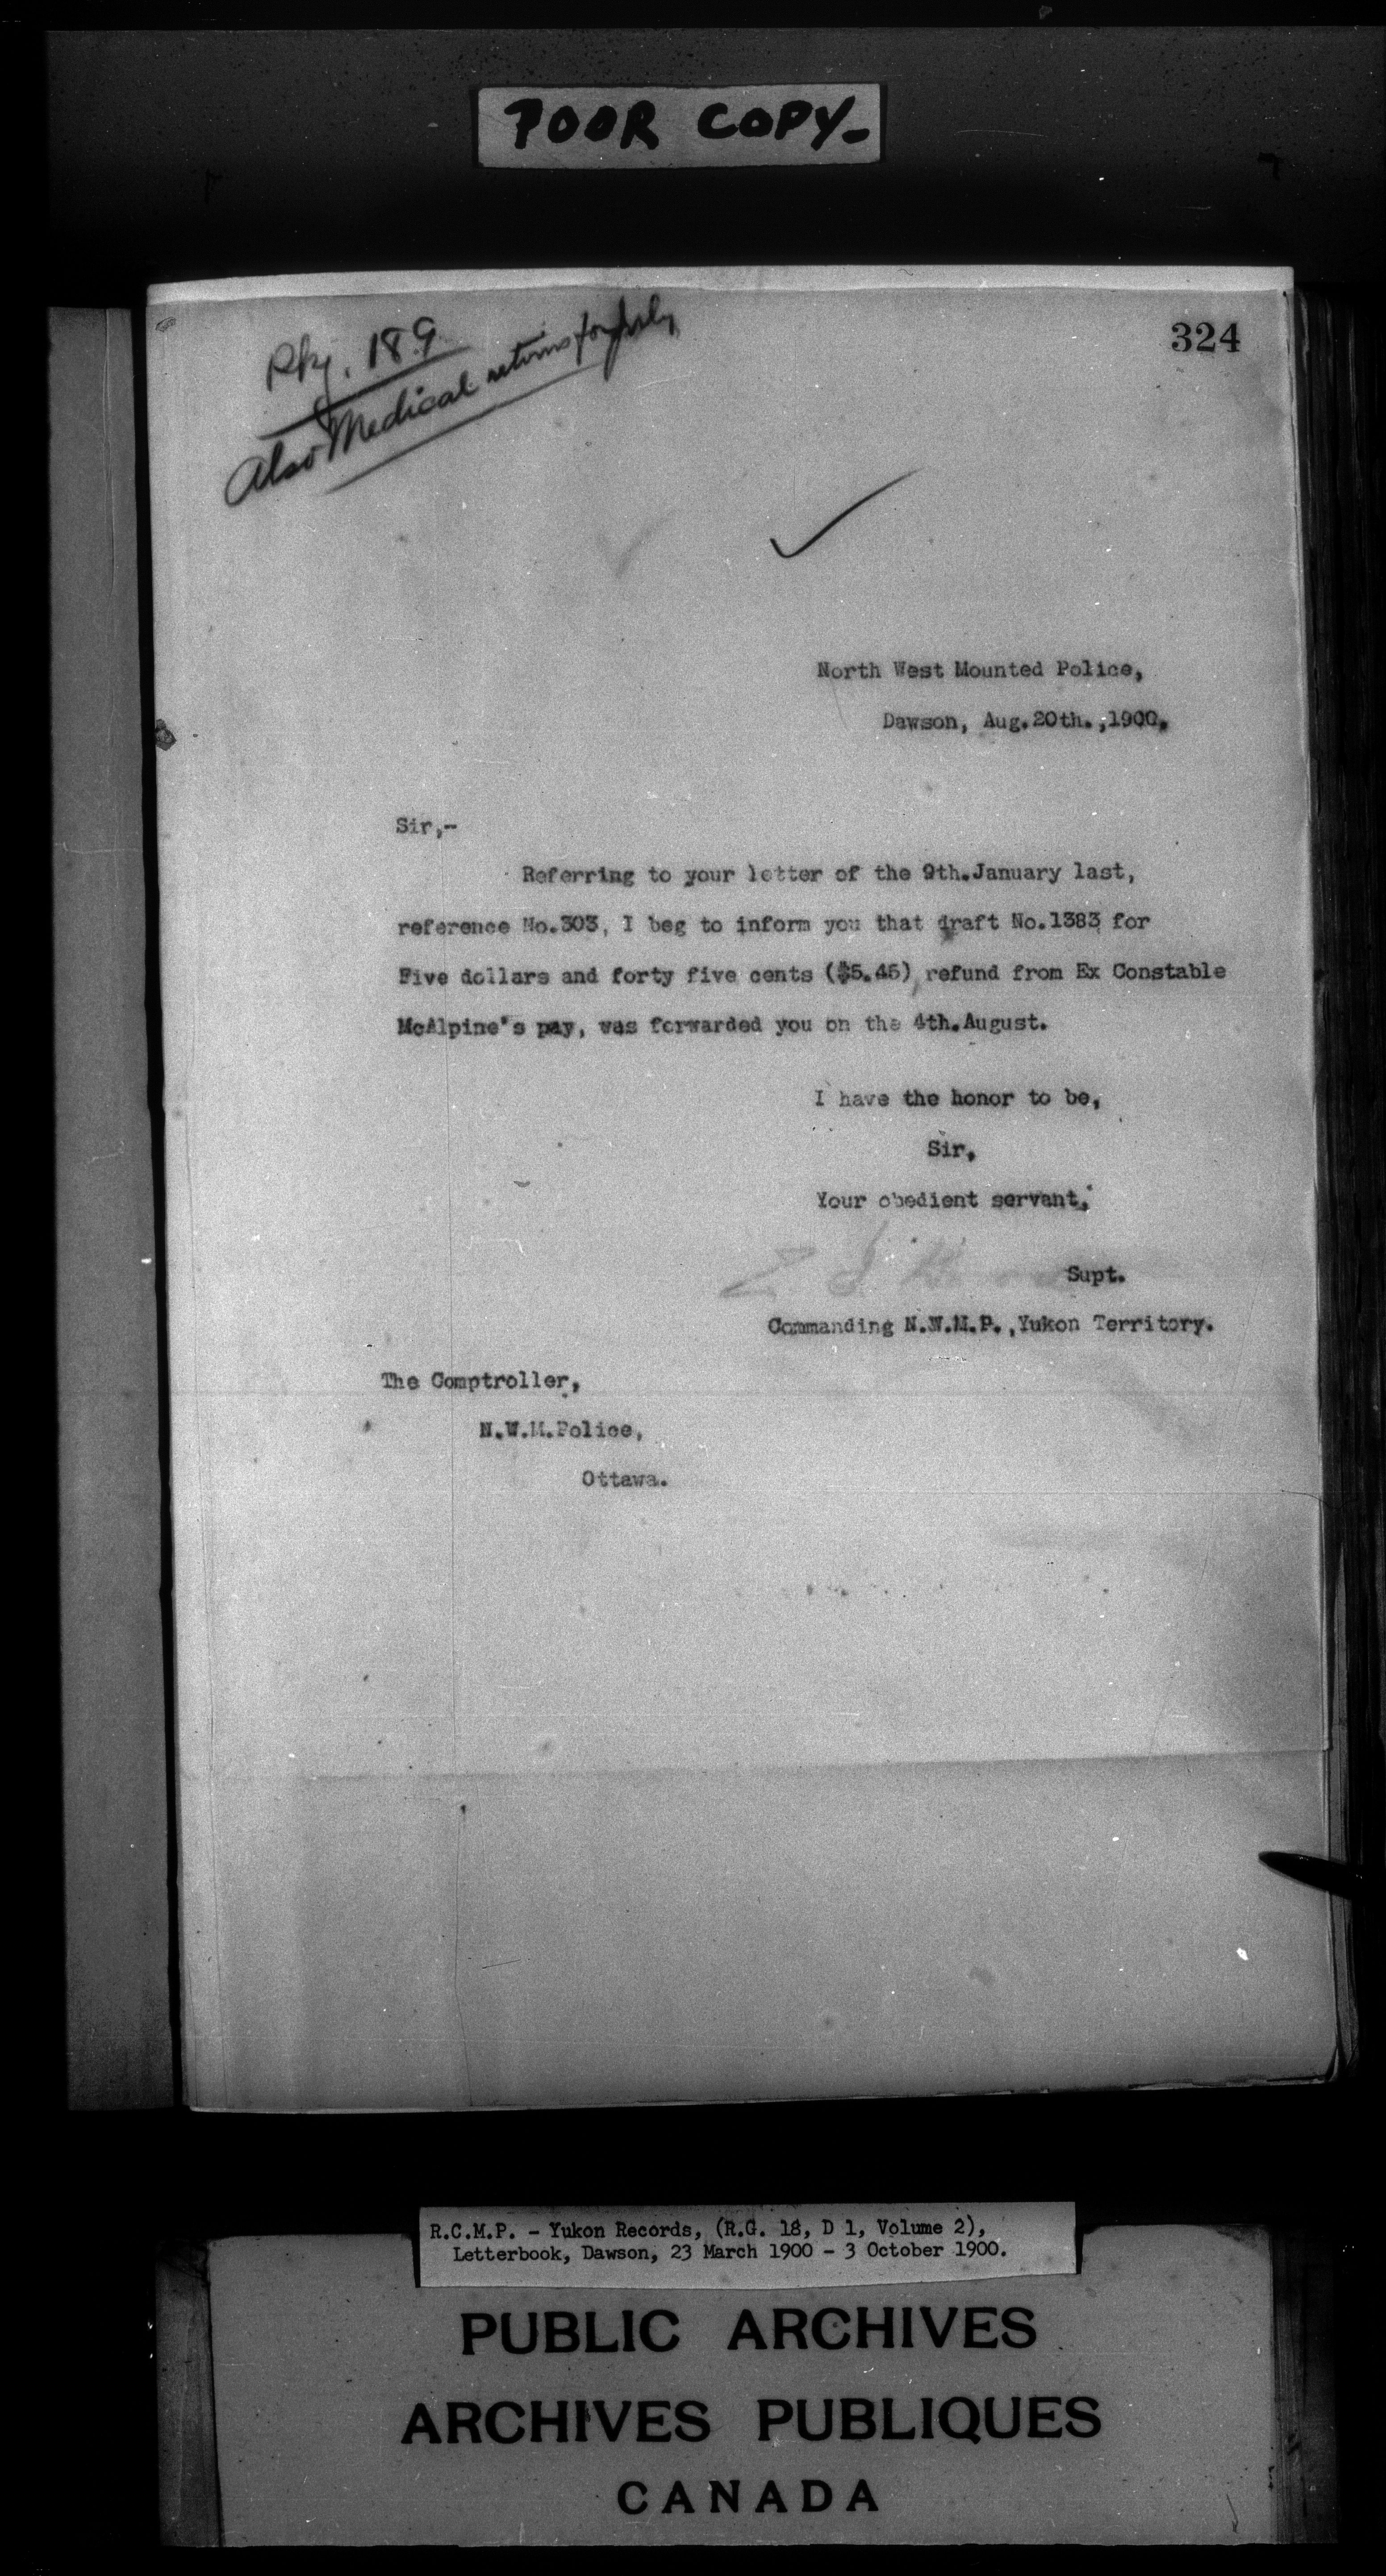 POOR COPY-
324
Pkg. 189
Also Medical returns for July
North West Mounted Police,
Dawson, Aug.20th.,1900.
Sir,-
Referring to your letter of the 9th.January last,
reference No.303, I beg to inform you that draft No.1383 for
Five dollars and forty five cents ($5.45) refund from Ex Constable
McAlpine's pay, was forwarded you on the 4th.August.
I have the honor to be,
Sir,
Your obedient servant,
Supt.
Commanding N.W.M.P.,Yukon Territory.
The Comptroller,
N.W.M.Police,
Ottawa.
R.C.M.P. - Yukon Records, (R.G. 18, D 1, Volume 2),
Letterbook, Dawson, 23 March 1900 - 3 October 1900.
PUBLIC ARCHIVES
ARCHIVES PUBLIQUES
CANADA